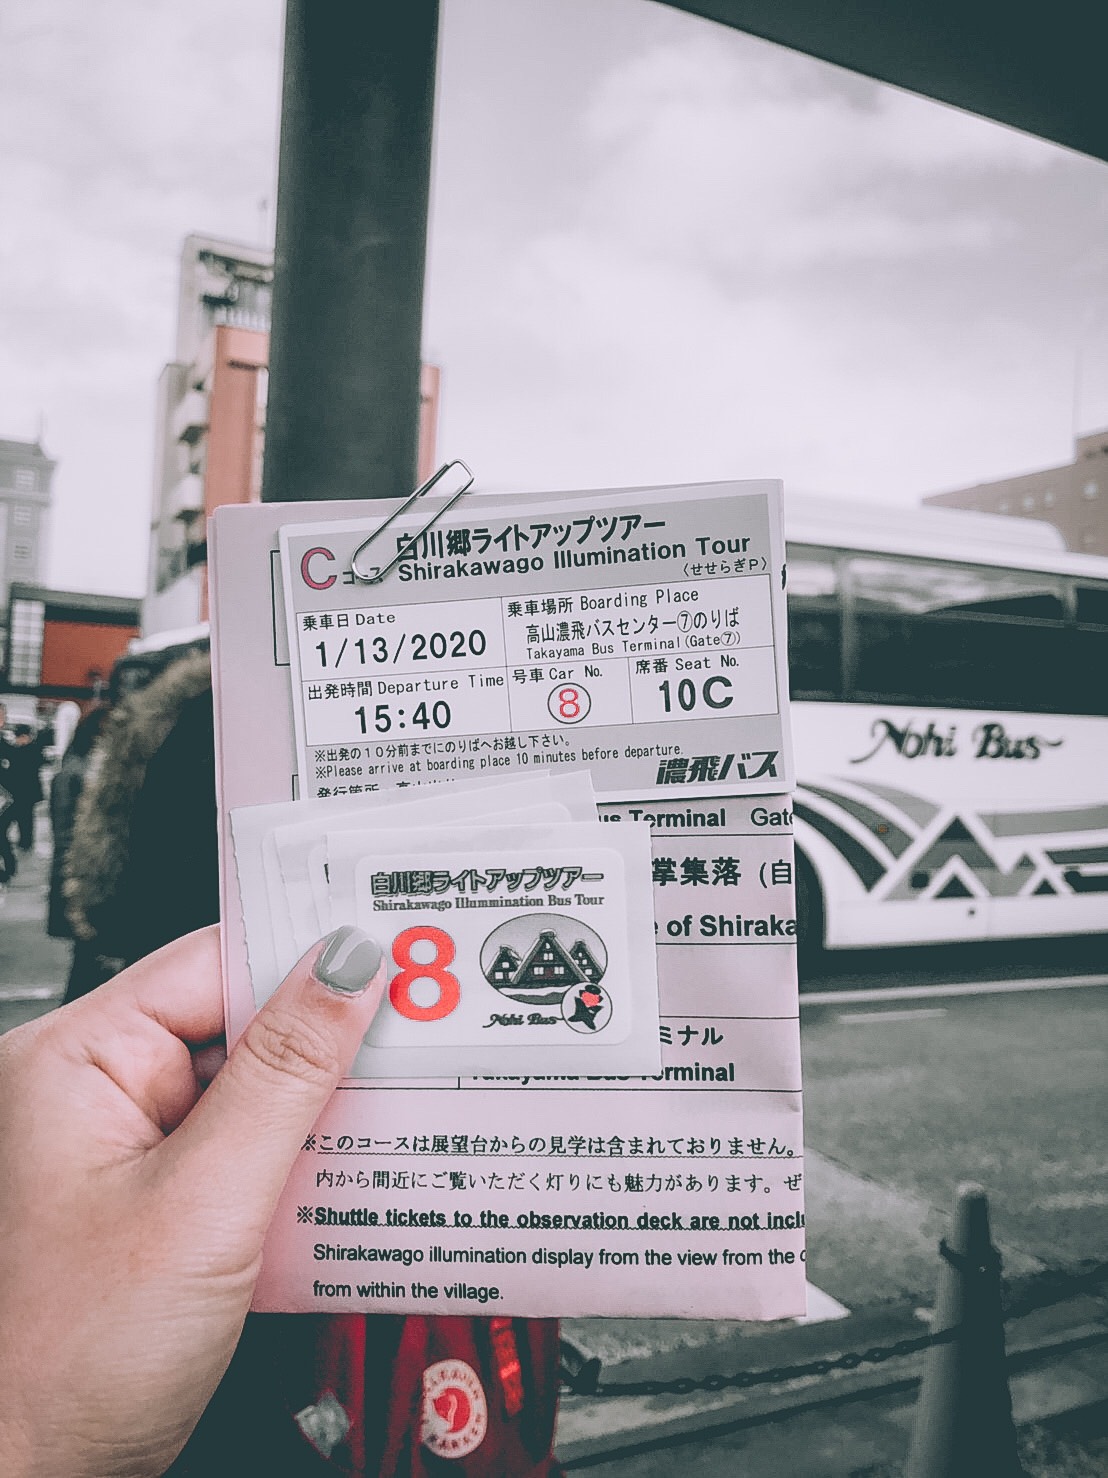 C コース
白川郷ライトアップツアー
Shirakawago Illumination Tour
〈せせらぎP〉
乗車日 Date
1/13/2020
乗車場所 Boarding Place
高山濃飛バスセンター⑦のりば
Takayama Bus Terminal (Gate⑦)
出発時間 Departure Time
15:40
号車 Car No.
⑧
席番 Seat No.
10C
※出発の10分前までにのりばへお越し下さい。
※Please arrive at boarding place 10 minutes before departure.
濃飛バス
Nohi Bus
Terminal Gate
掌集落 (自
e of Shiraka
白川郷ライトアップツアー
Shirakawago Illummination Bus Tour
8
Nohi Bus
ミナル
Takayama Bus Terminal
※このコースは展望台からの見学は含まれておりません。
内から間近にご覧いただく灯りにも魅力があります。ぜ
※Shuttle tickets to the observation deck are not inclu
Shirakawago illumination display from the view from the
from within the village.